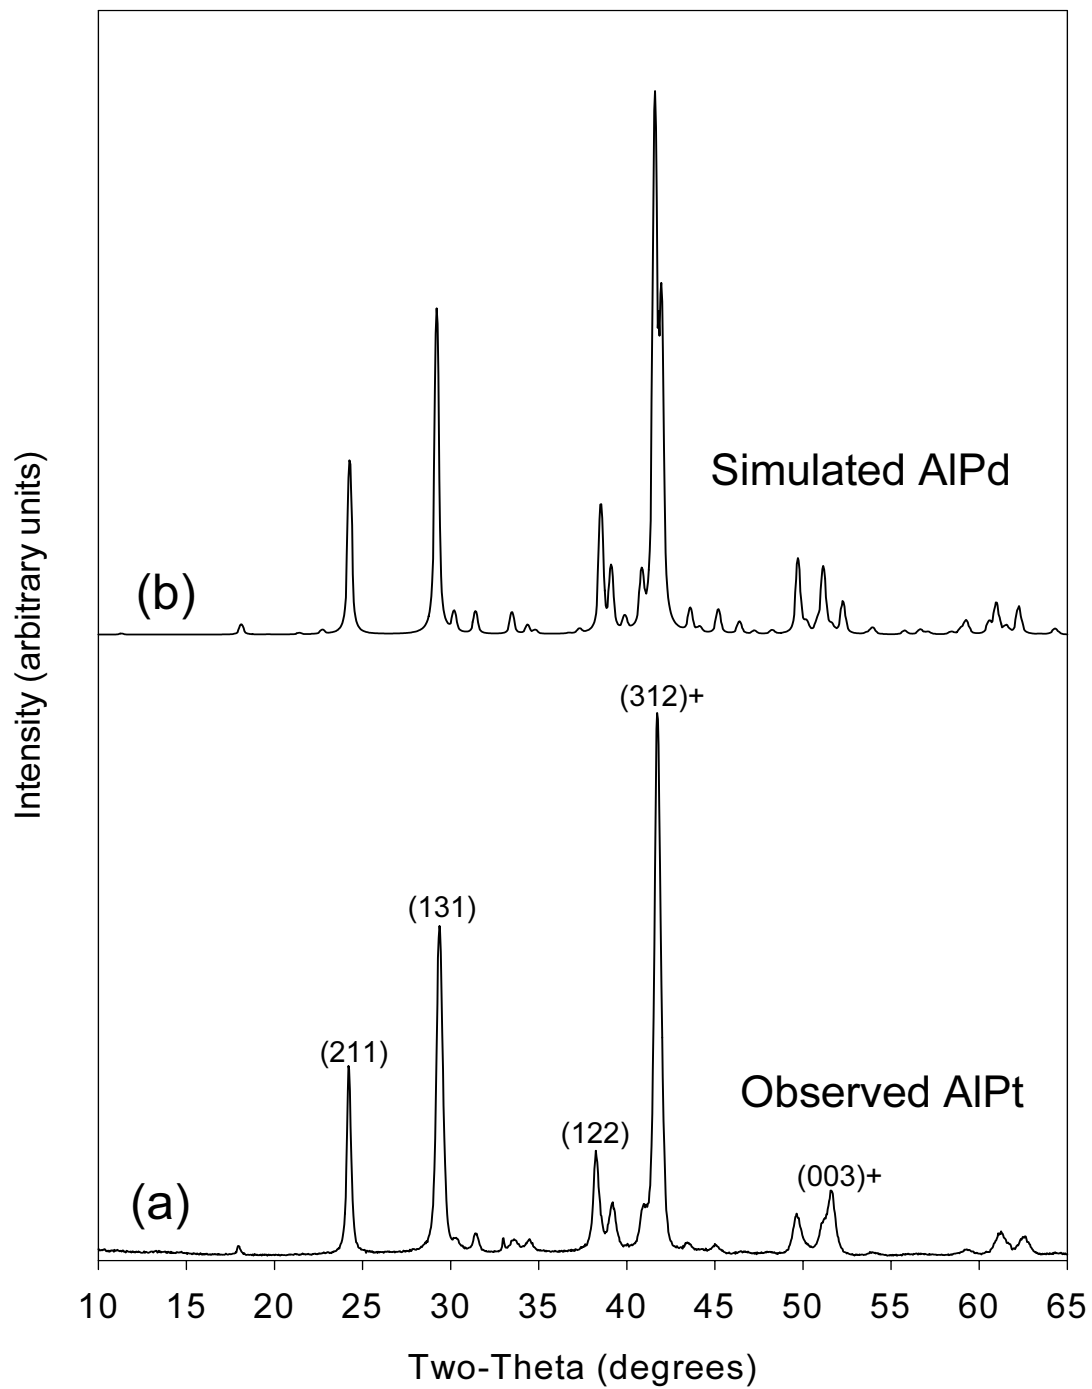 Simulated AlPd
(b)
Intensity (arbitrary units)
(312)+
(131)
(211)
Observed AlPt
(122)
(003)+
(a)
10 15 20 25 30 35 40 45 50 55 60 65
Two-Theta (degrees)